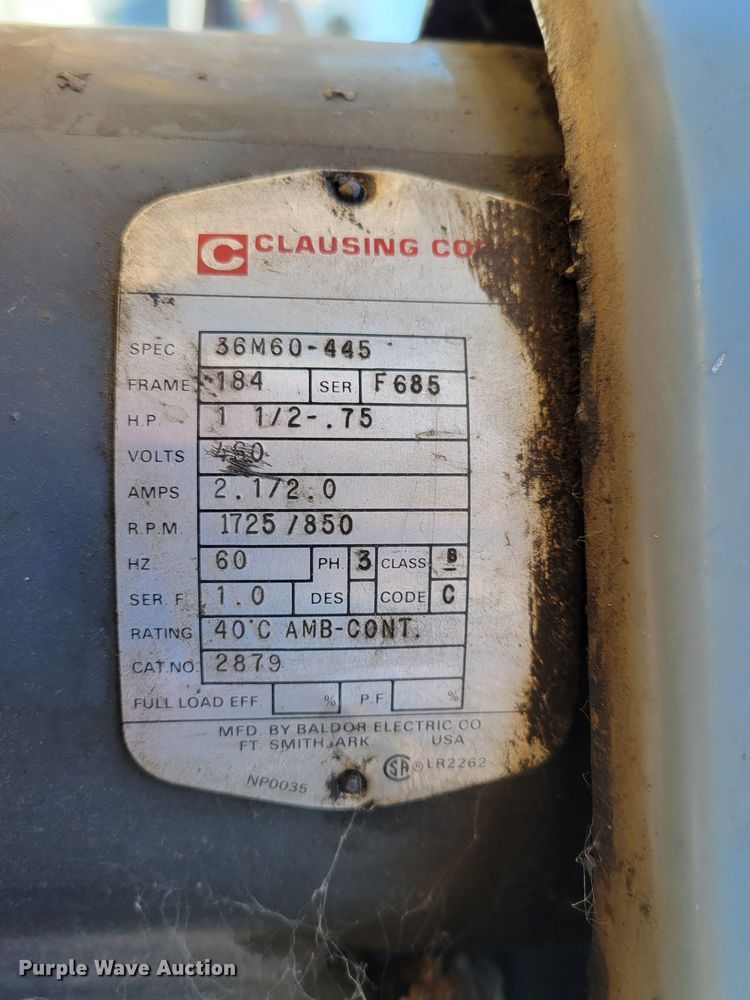 C CLAUSING
SPEC 36M60-445
FRAME 184 SER F685
H.P. 1 1/2-.75
VOLTS 460
AMPS 2.1/2.0
R.P.M. 1725/850
HZ 60 PH. 3 CLASS B
SER. F. 1.0 DES CODE C
RATING 40°C AMB-CONT.
CAT.NO. 2879
FULL LOAD EFF. % P.F. %
MFD. BY BALDOR ELECTRIC CO
FT. SMITH, ARK. USA
NP0035 SA ® LR2262
Purple Wave Auction